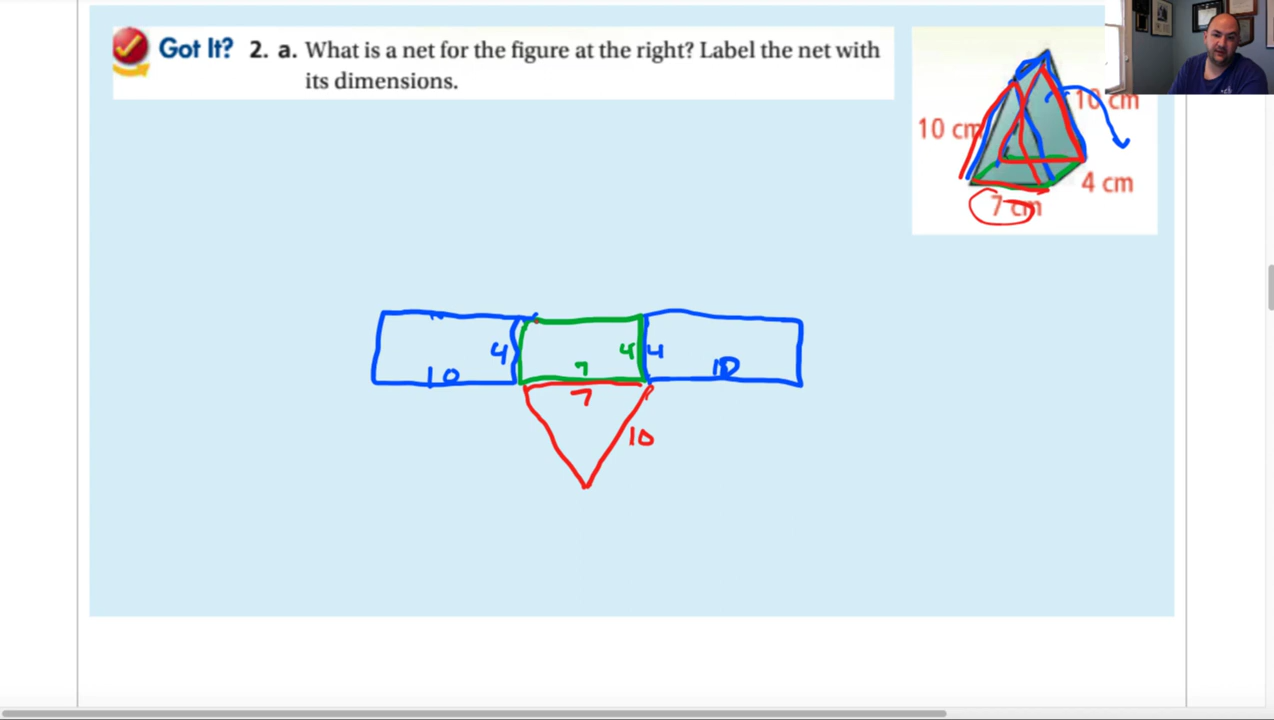 Got It? 2. a. What is a net for the figure at the right? Label the net with
its dimensions.
10 cm
10 cm
4 cm
7 cm
4 7 4 4
10 10
7
10